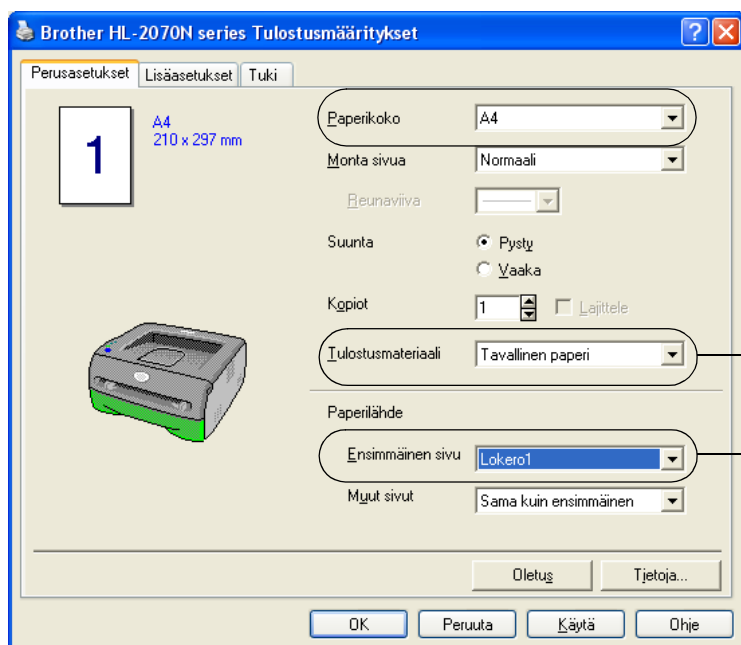 Brother HL-2070N series Tulostusmääritykset
Perusasetukset Lisäasetukset Tuki
1
A4
210 x 297 mm
Paperikoko A4
Monta sivua Normaali
Reunaviiva
Suunta Pysty
Vaaka
Kopiot 1 Lajittele
Tulostusmateriaali Tavallinen paperi
Paperilähde
Ensimmäinen sivu Lokero1
Muut sivut Sama kuin ensimmäinen
Oletus Tietoja...
OK Peruuta Käytä Ohje